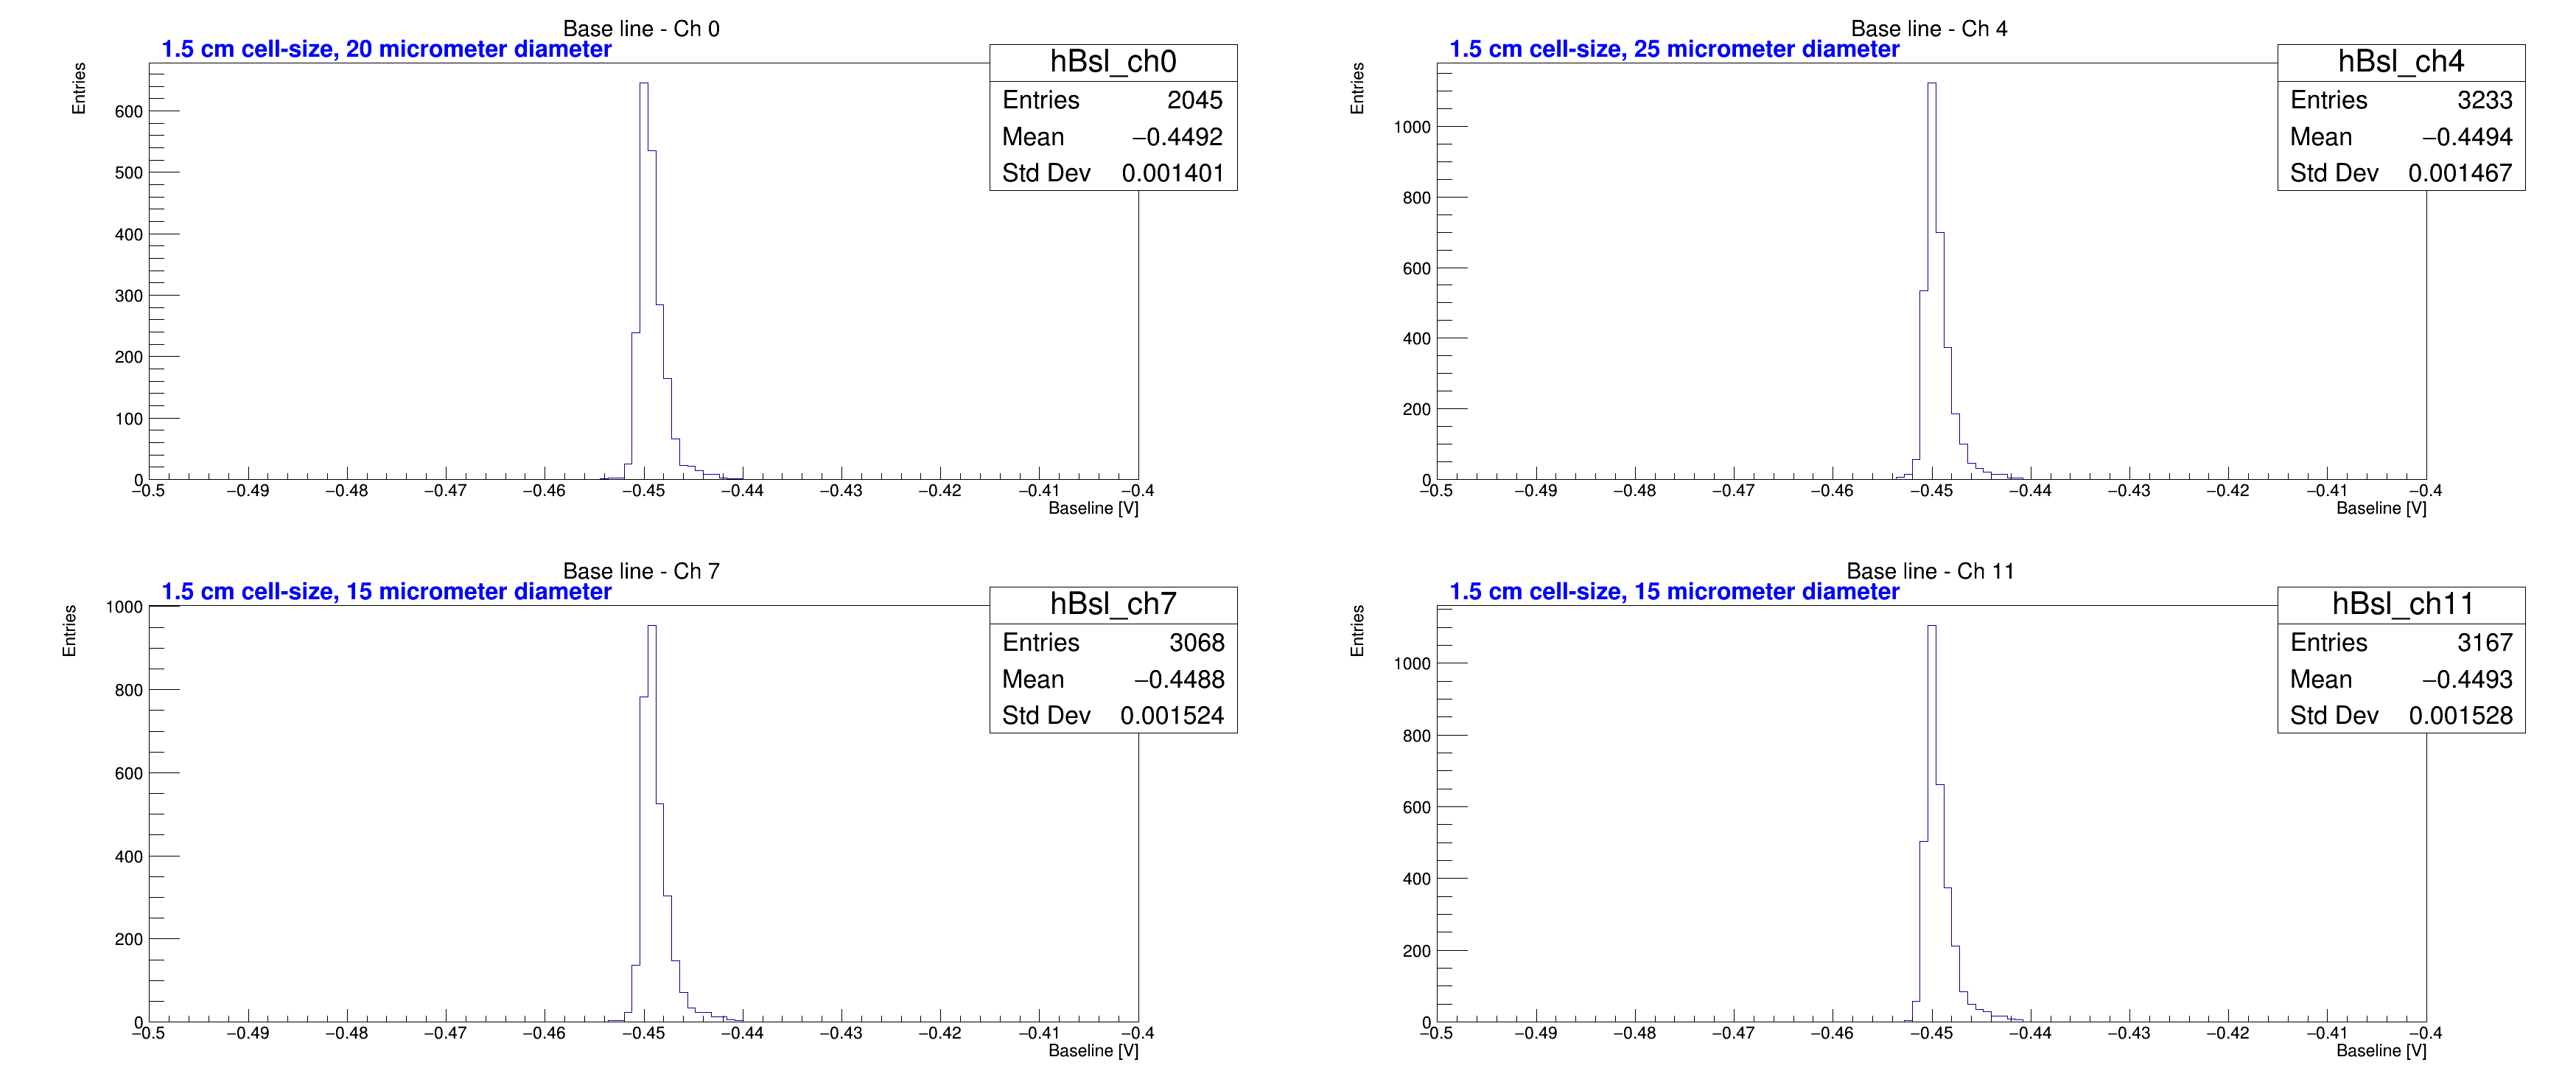 Base line - Ch 0
1.5 cm cell-size, 20 micrometer diameter
hBsl_ch0
Entries 2045
Mean −0.4492
Std Dev 0.001401
Entries
600
500
400
300
200
100
0
−0.5 −0.49 −0.48 −0.47 −0.46 −0.45 −0.44 −0.43 −0.42 −0.41 −0.4
Baseline [V]
Base line - Ch 4
1.5 cm cell-size, 25 micrometer diameter
hBsl_ch4
Entries 3233
Mean −0.4494
Std Dev 0.001467
Entries
1000
800
600
400
200
0
−0.5 −0.49 −0.48 −0.47 −0.46 −0.45 −0.44 −0.43 −0.42 −0.41 −0.4
Baseline [V]
Base line - Ch 7
1.5 cm cell-size, 15 micrometer diameter
hBsl_ch7
Entries 3068
Mean −0.4488
Std Dev 0.001524
Entries
1000
800
600
400
200
0
−0.5 −0.49 −0.48 −0.47 −0.46 −0.45 −0.44 −0.43 −0.42 −0.41 −0.4
Baseline [V]
Base line - Ch 11
1.5 cm cell-size, 15 micrometer diameter
hBsl_ch11
Entries 3167
Mean −0.4493
Std Dev 0.001528
Entries
1000
800
600
400
200
0
−0.5 −0.49 −0.48 −0.47 −0.46 −0.45 −0.44 −0.43 −0.42 −0.41 −0.4
Baseline [V]